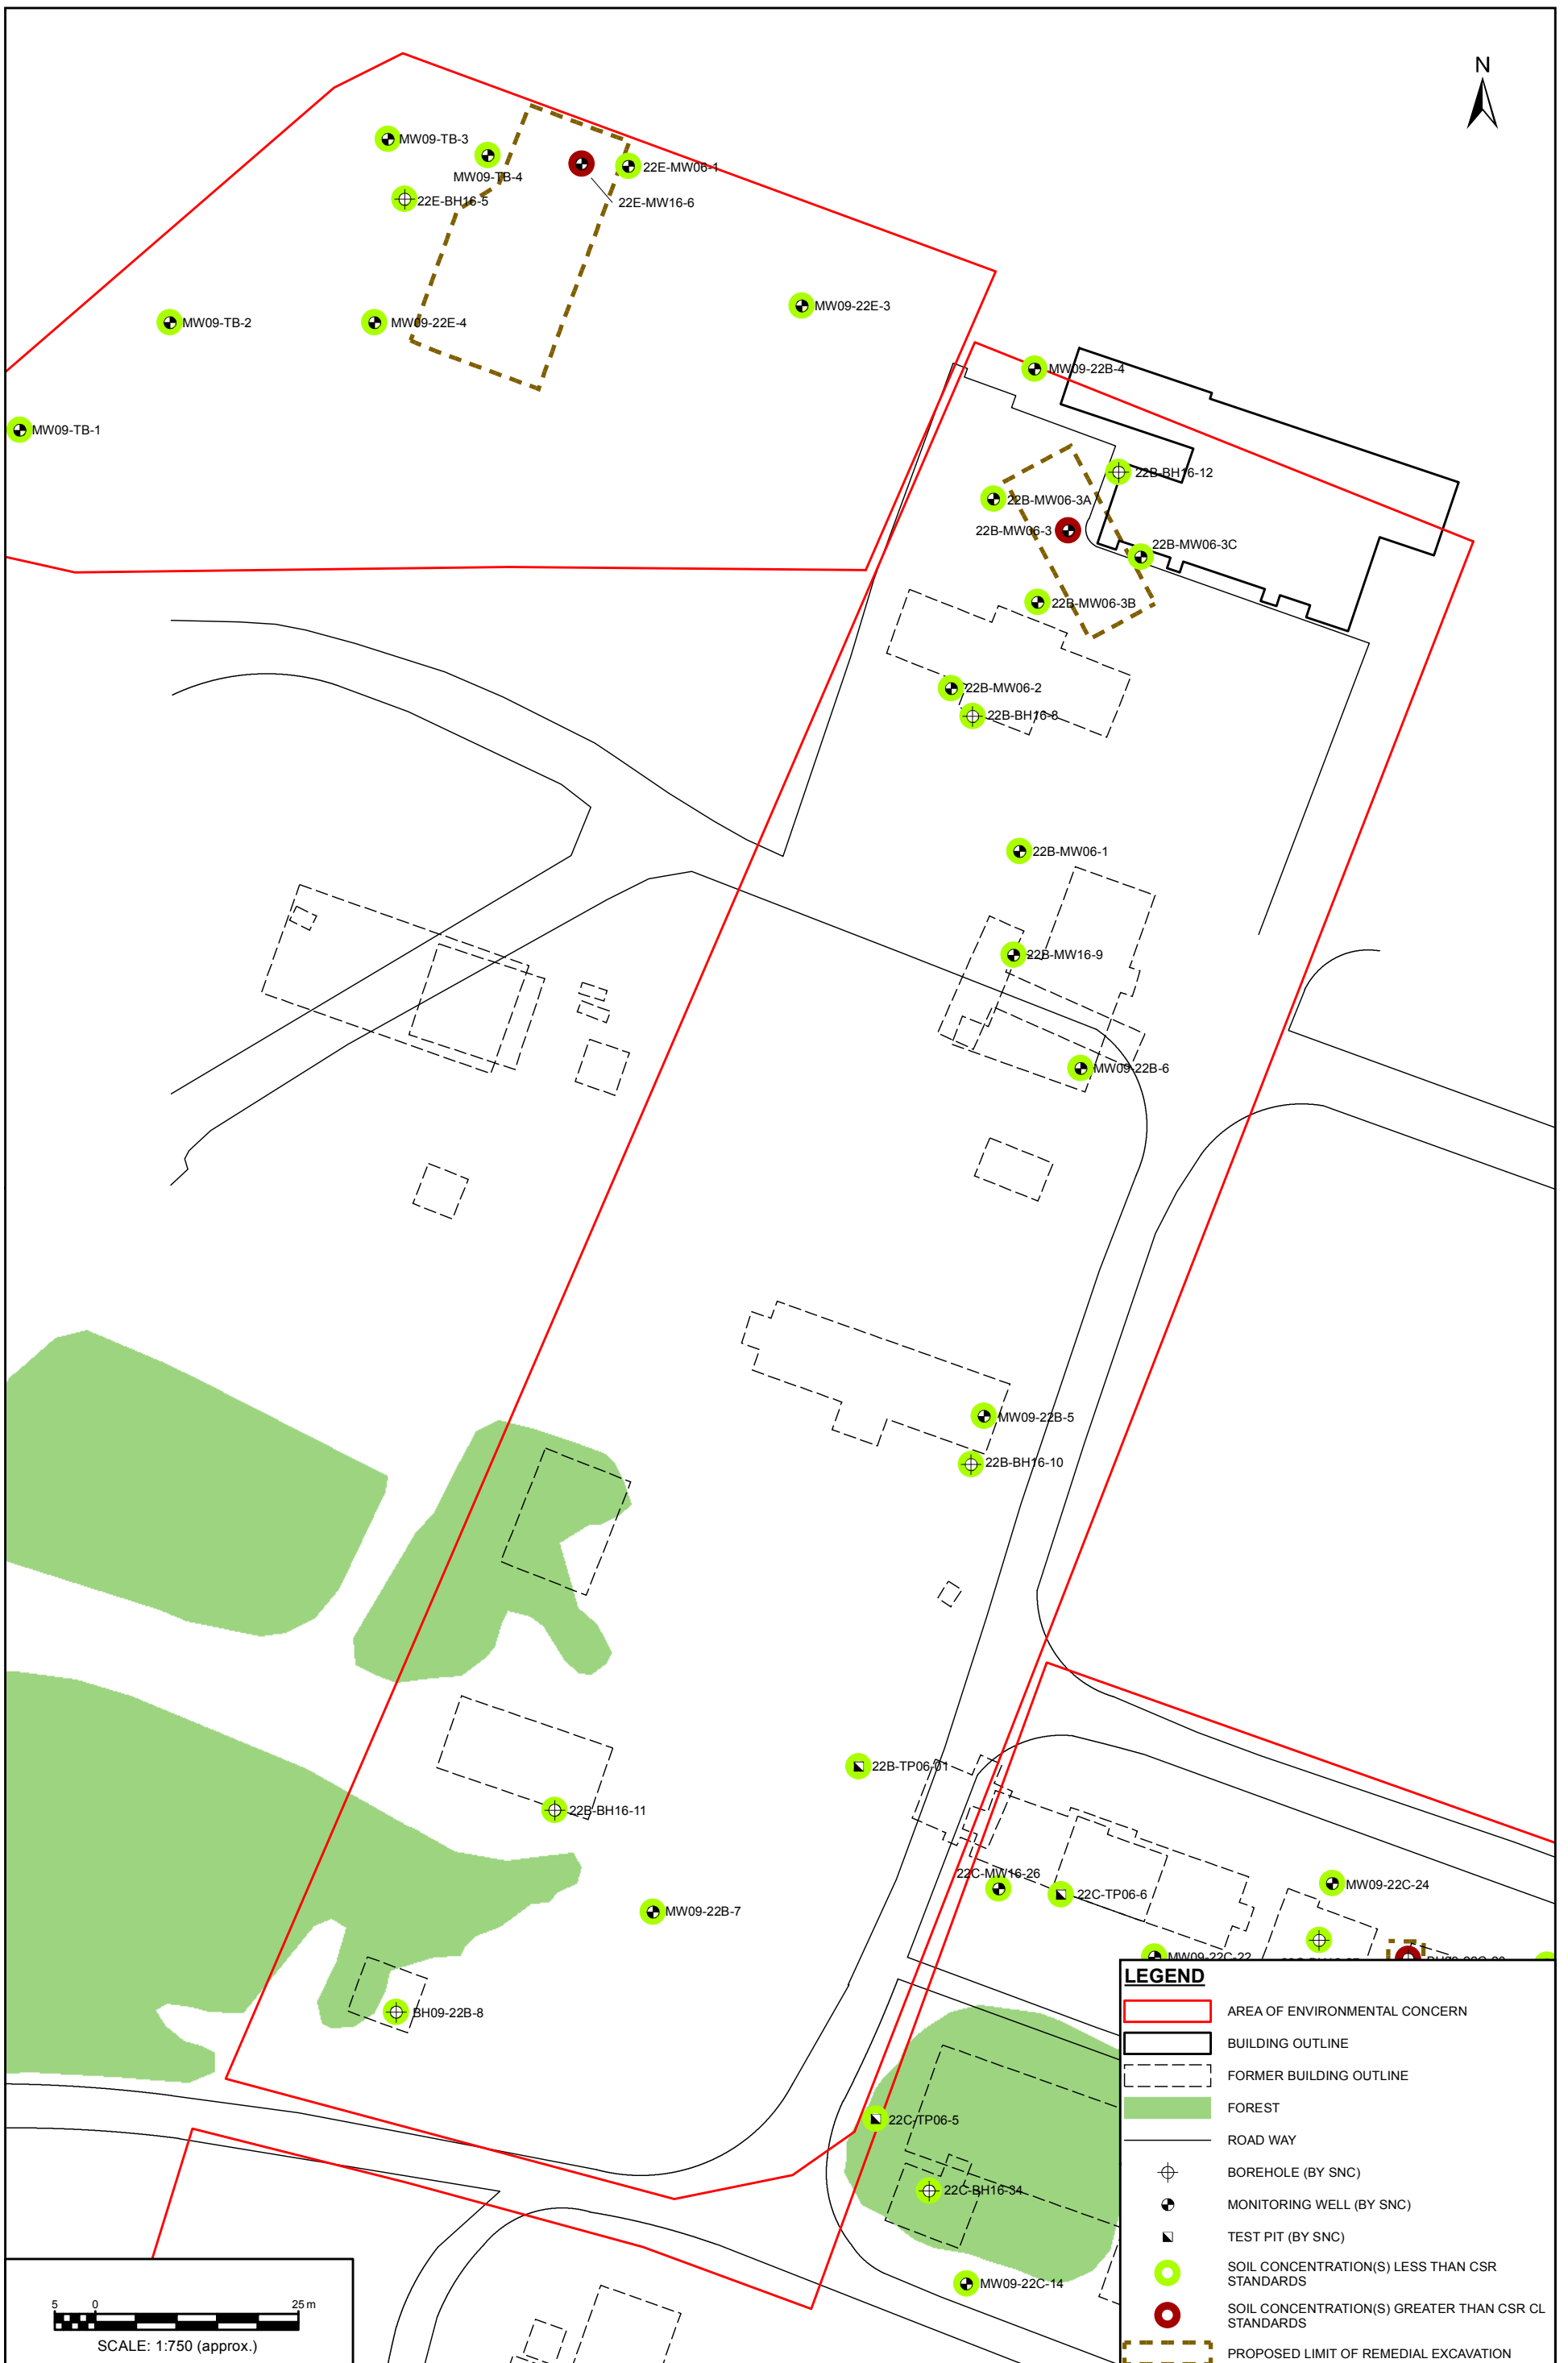 N
MW09-TB-3
MW09-TB-4
22E-MW06-1
22E-BH16-5
22E-MW16-6
MW09-22E-3
MW09-TB-2
MW09-22E-4
MW09-22B-4
MW09-TB-1
22B-BH16-12
22B-MW06-3A
22B-MW06-3
22B-MW06-3C
22B-MW06-3B
22B-MW06-2
22B-BH16-8
22B-MW06-1
22B-MW16-9
MW09-22B-6
MW09-22B-5
22B-BH16-10
22B-TP06-01
22B-BH16-11
22C-MW16-26
MW09-22C-24
22C-TP06-6
MW09-22B-7
MW09-22C-22
BH09-22B-8
22C-TP06-5
22C-BH16-34
MW09-22C-14
LEGEND
AREA OF ENVIRONMENTAL CONCERN
BUILDING OUTLINE
FORMER BUILDING OUTLINE
FOREST
ROAD WAY
BOREHOLE (BY SNC)
MONITORING WELL (BY SNC)
TEST PIT (BY SNC)
SOIL CONCENTRATION(S) LESS THAN CSR
STANDARDS
SOIL CONCENTRATION(S) GREATER THAN CSR CL
STANDARDS
PROPOSED LIMIT OF REMEDIAL EXCAVATION
5 0 25 m
SCALE: 1:750 (approx.)